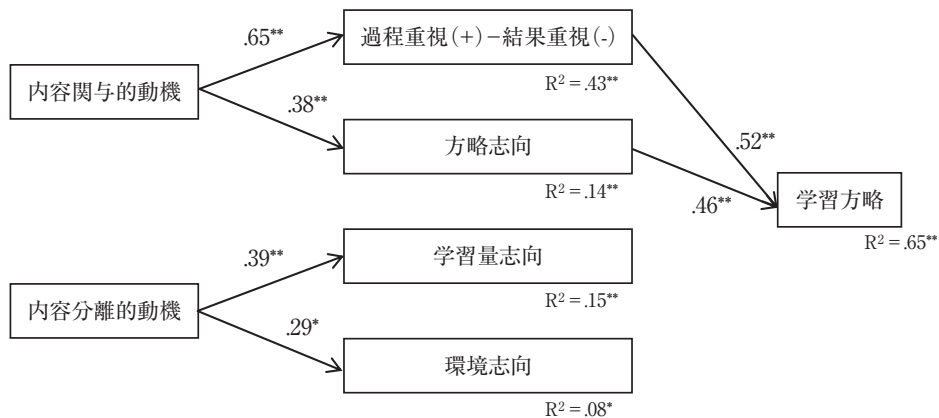 .65**
過程重視(+)−結果重視(-)
R² = .43**
内容関与的動機
.38**
方略志向
R² = .14**
.52**
.46**
学習方略
R² = .65**
.39**
学習量志向
R² = .15**
内容分離的動機
.29*
環境志向
R² = .08*